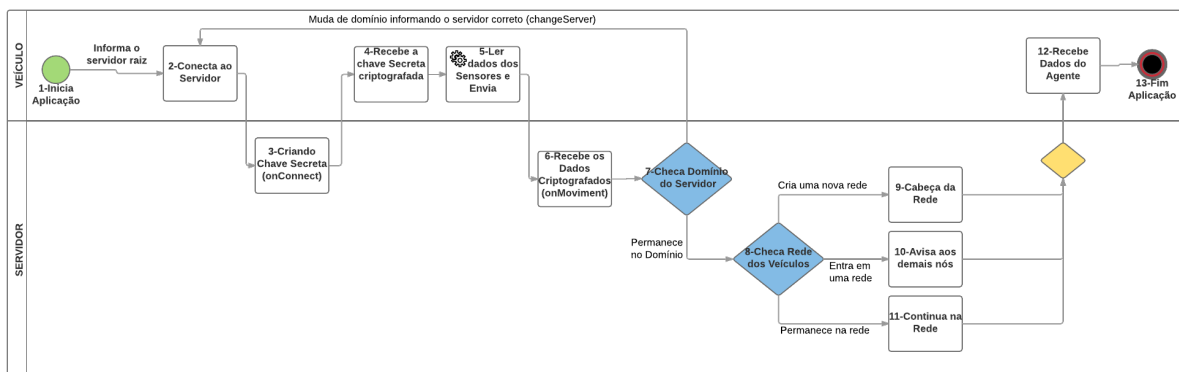 Muda de domínio informando o servidor correto (changeServer)
VEÍCULO
Informa o
servidor raiz
1-Inicia
Aplicação
2-Conecta ao
Servidor
4-Recebe a
chave Secreta
criptografada
5-Ler
dados dos
Sensores e
Envia
12-Recebe
Dados do
Agente
13-Fim
Aplicação
SERVIDOR
3-Criando
Chave Secreta
(onConnect)
6-Recebe os
Dados
Criptografados
(onMoviment)
7-Checa Domínio
do Servidor
Permanece
no Domínio
8-Checa Rede
dos Veículos
Cria uma nova rede
9-Cabeça da
Rede
Entra em
uma rede
10-Avisa aos
demais nós
Permanece na rede
11-Continua na
Rede